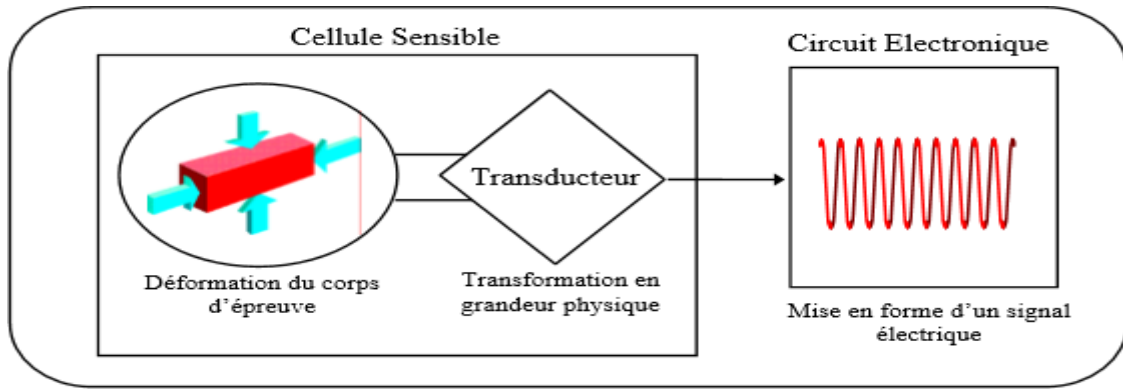 Cellule Sensible
Circuit Electronique
Transducteur
Déformation du corps
d’épreuve
Transformation en
grandeur physique
Mise en forme d’un signal
électrique